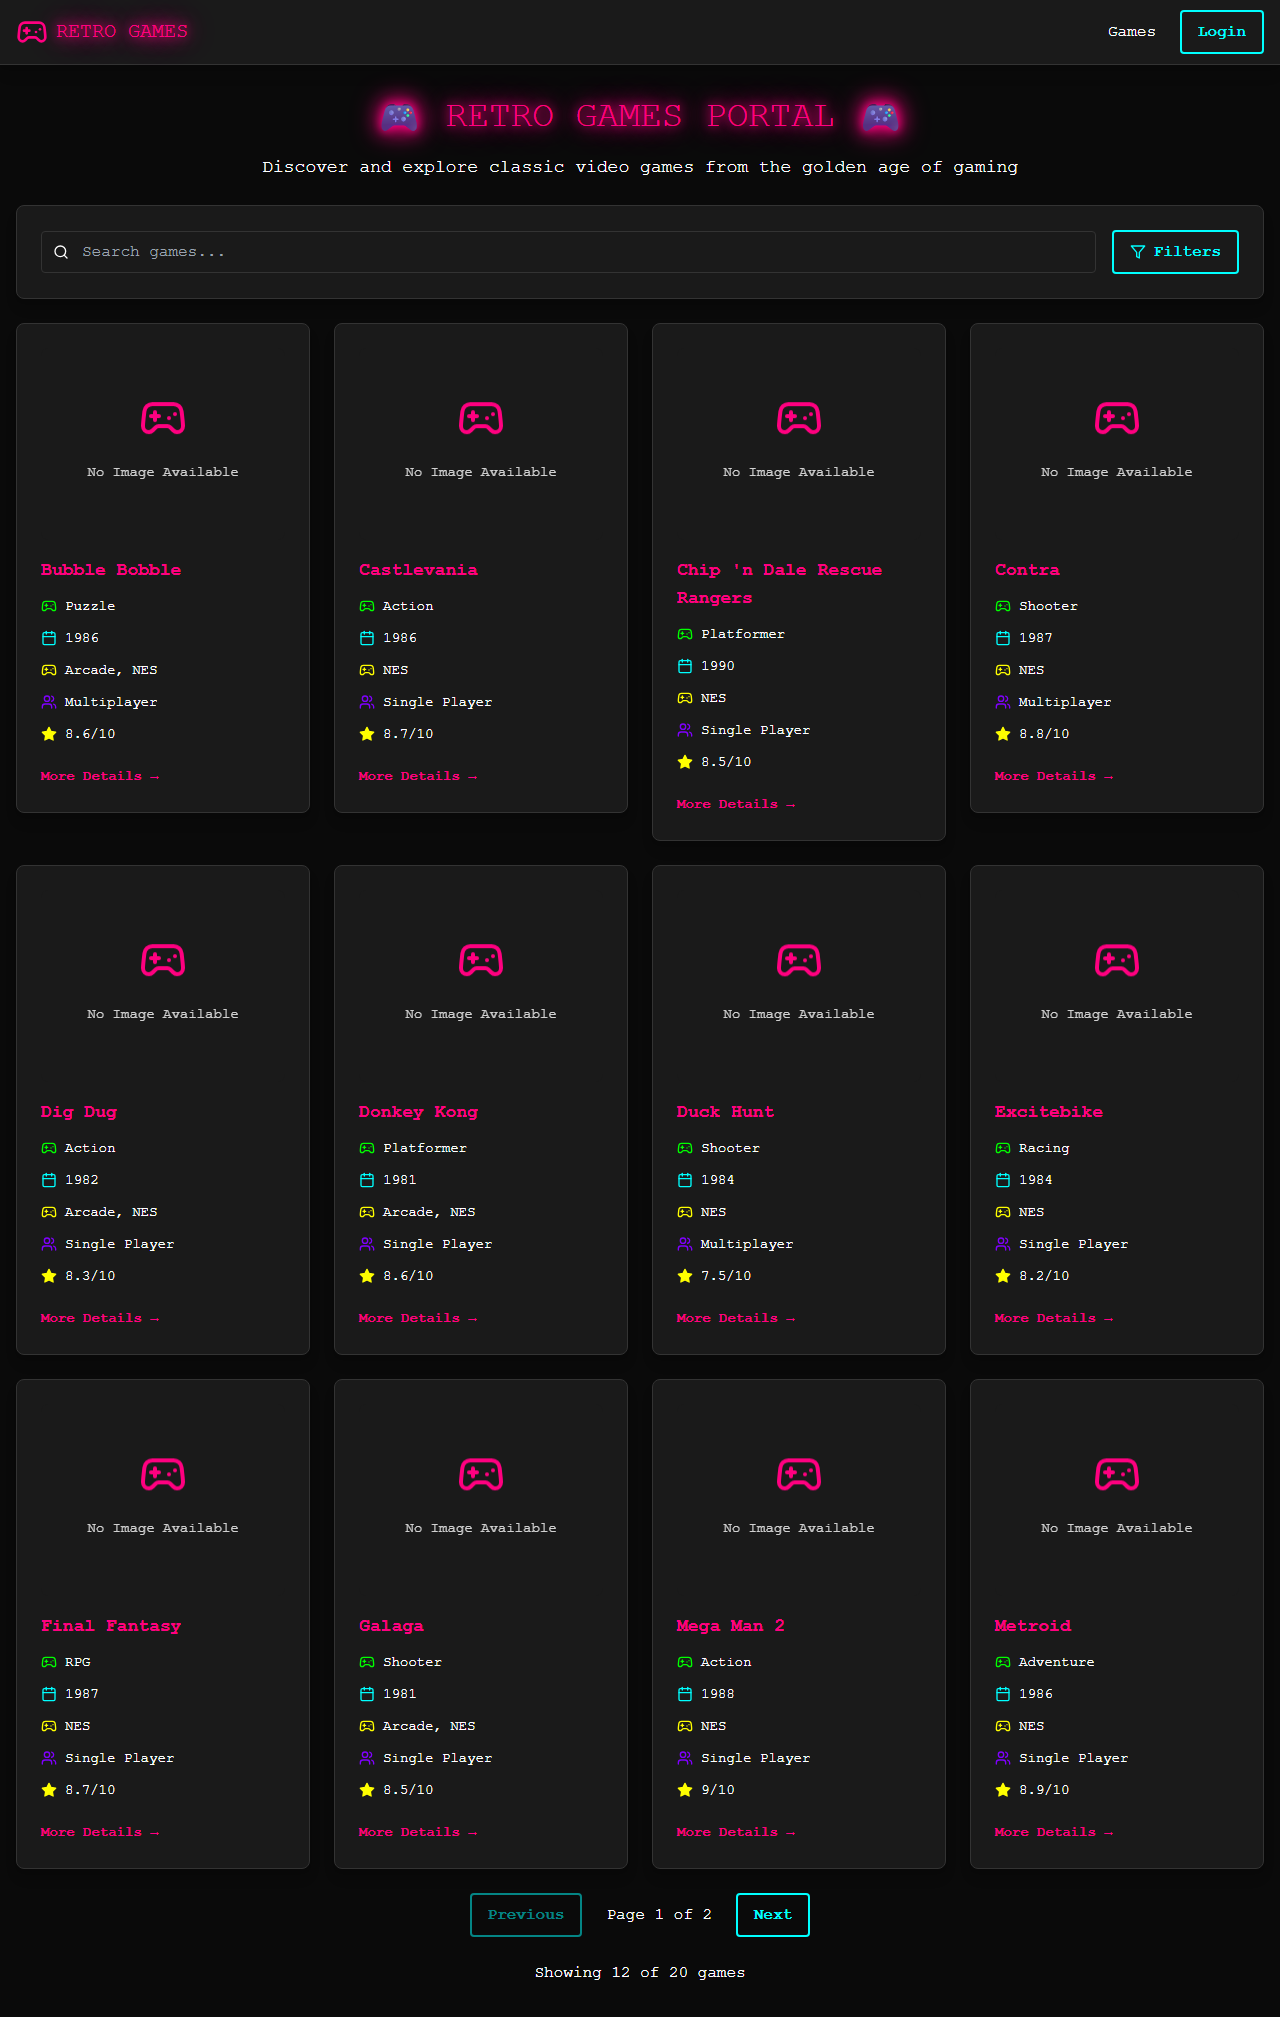 RETRO GAMES
Games
Login
🎮 RETRO GAMES PORTAL 🎮
Discover and explore classic video games from the golden age of gaming
Search games...
Filters
No Image Available
Bubble Bobble
Puzzle
1986
Arcade, NES
Multiplayer
8.6/10
More Details →
No Image Available
Castlevania
Action
1986
NES
Single Player
8.7/10
More Details →
No Image Available
Chip 'n Dale Rescue
Rangers
Platformer
1990
NES
Single Player
8.5/10
More Details →
No Image Available
Contra
Shooter
1987
NES
Multiplayer
8.8/10
More Details →
No Image Available
Dig Dug
Action
1982
Arcade, NES
Single Player
8.3/10
More Details →
No Image Available
Donkey Kong
Platformer
1981
Arcade, NES
Single Player
8.6/10
More Details →
No Image Available
Duck Hunt
Shooter
1984
NES
Multiplayer
7.5/10
More Details →
No Image Available
Excitebike
Racing
1984
NES
Single Player
8.2/10
More Details →
No Image Available
Final Fantasy
RPG
1987
NES
Single Player
8.7/10
More Details →
No Image Available
Galaga
Shooter
1981
Arcade, NES
Single Player
8.5/10
More Details →
No Image Available
Mega Man 2
Action
1988
NES
Single Player
9/10
More Details →
No Image Available
Metroid
Adventure
1986
NES
Single Player
8.9/10
More Details →
Previous
Page 1 of 2
Next
Showing 12 of 20 games